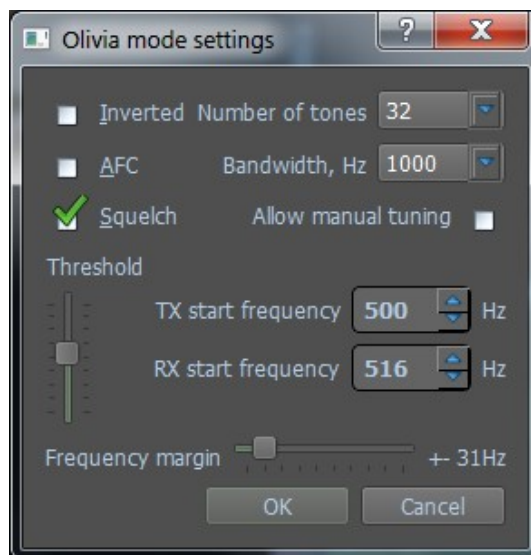 Olivia mode settings
?
X
Inverted Number of tones 32
AFC Bandwidth, Hz 1000
Squelch Allow manual tuning
Threshold
TX start frequency 500 Hz
RX start frequency 516 Hz
Frequency margin +- 31Hz
OK Cancel